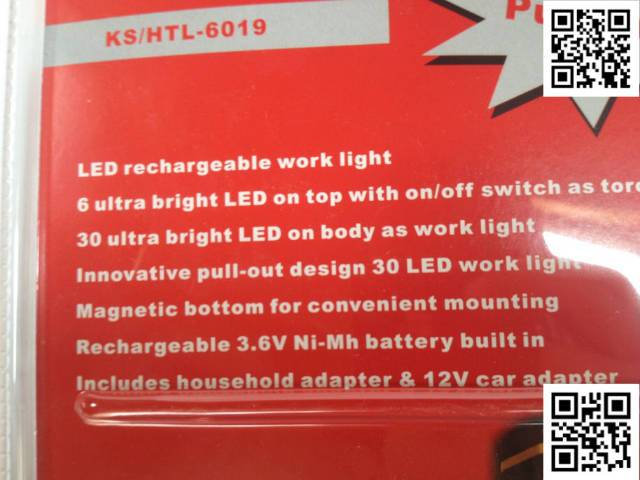 KS/HTL-6019
LED rechargeable work light
6 ultra bright LED on top with on/off switch as
30 ultra bright LED on body as work light
Innovative pull-out design 30 LED work light
Magnetic bottom for convenient mounting
Rechargeable 3.6V Ni-Mh battery built in
Includes household adapter & 12V car adapter